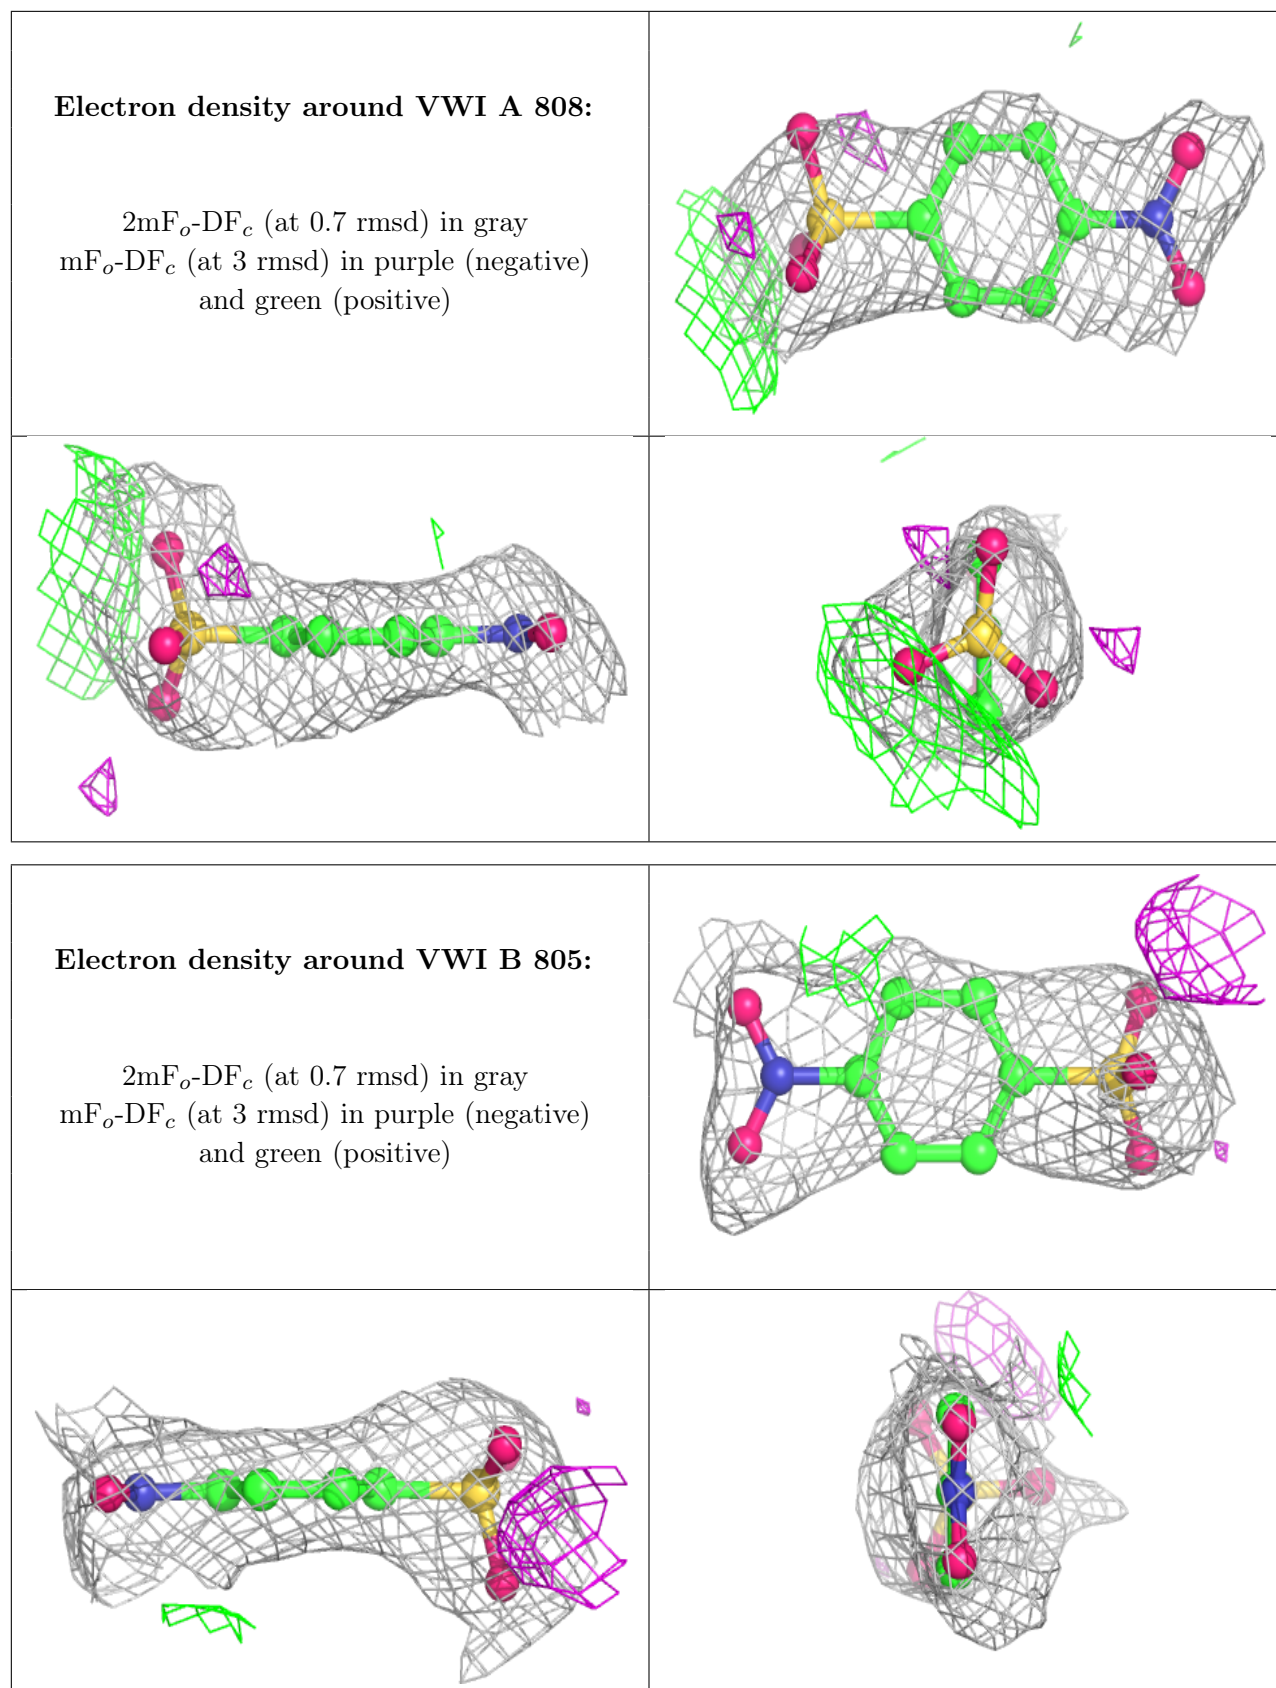 Electron density around VWI A 808:
2mFo-DFc (at 0.7 rmsd) in gray
mFo-DFc (at 3 rmsd) in purple (negative)
and green (positive)
Electron density around VWI B 805:
2mFo-DFc (at 0.7 rmsd) in gray
mFo-DFc (at 3 rmsd) in purple (negative)
and green (positive)